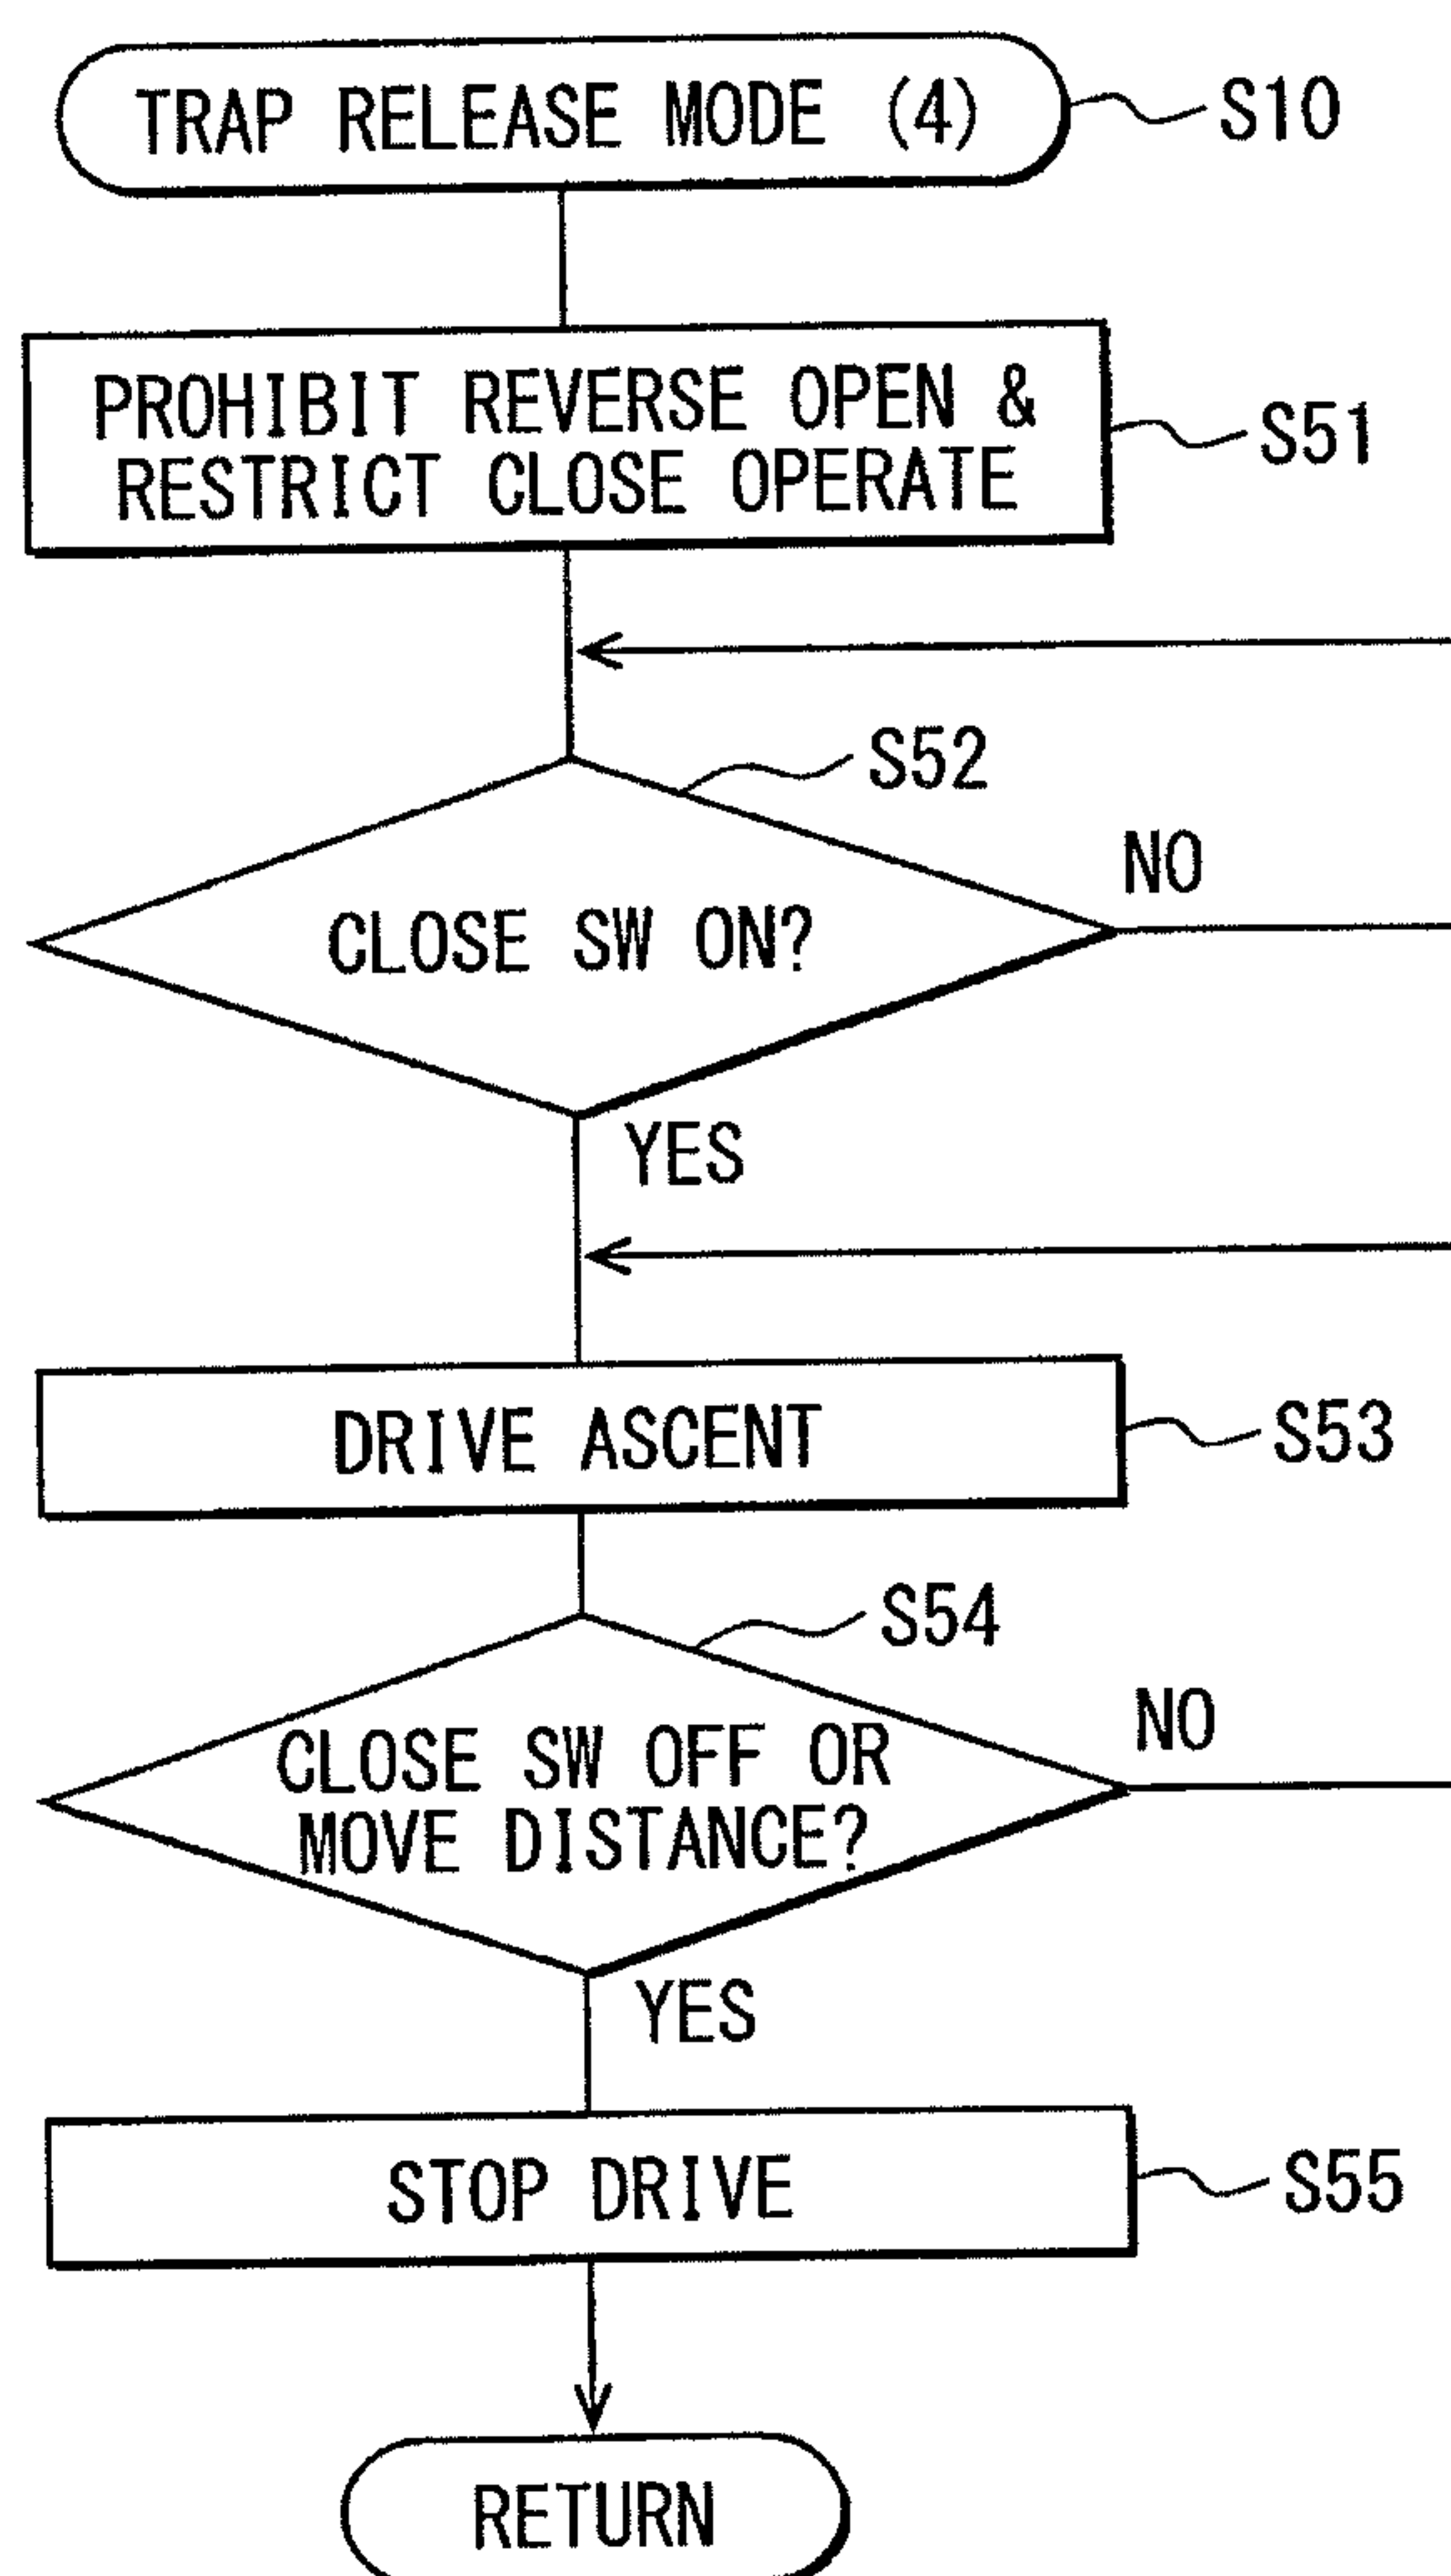 TRAP RELEASE MODE (4)
S10
PROHIBIT REVERSE OPEN &
RESTRICT CLOSE OPERATE
S51
S52
CLOSE SW ON?
NO
YES
DRIVE ASCENT
S53
S54
CLOSE SW OFF OR
MOVE DISTANCE?
NO
YES
STOP DRIVE
S55
RETURN